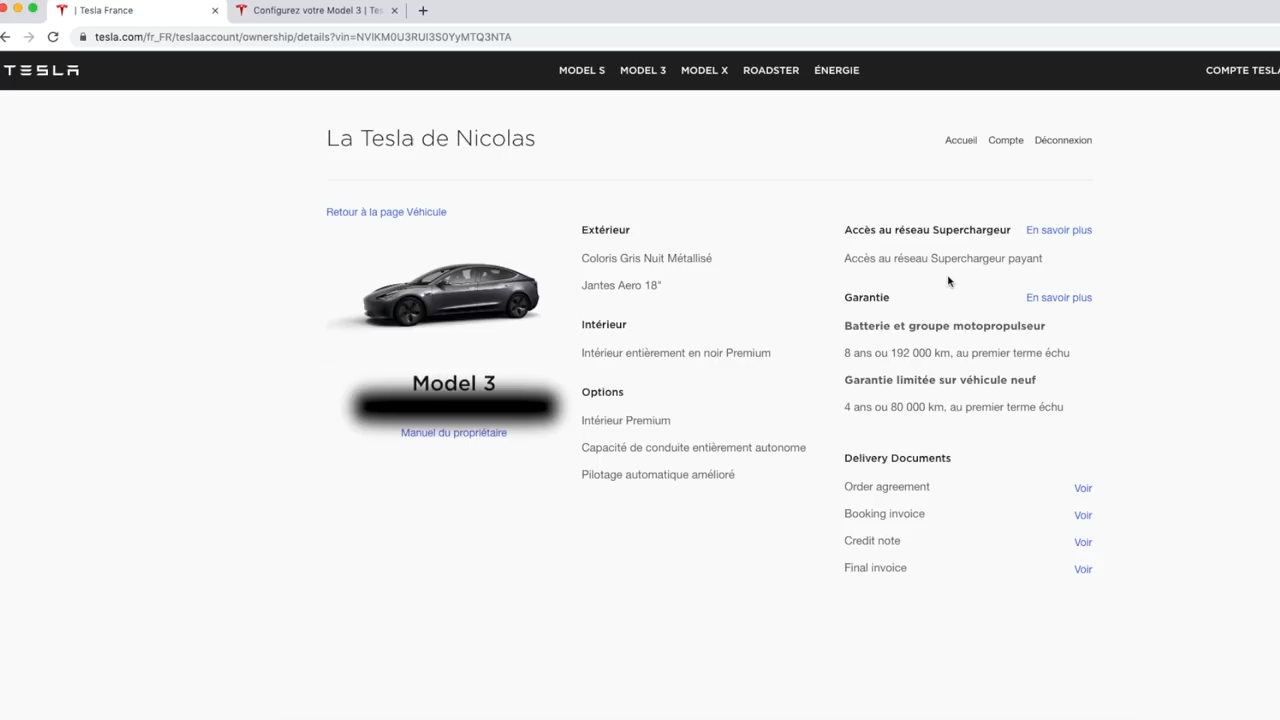 | Tesla France
Configurez votre Model 3 | Tes
tesla.com/fr_FR/teslaaccount/ownership/details?vin=NVlKM0U3RUI3S0YyMTQ3NTA
TESLA
MODEL S MODEL 3 MODEL X ROADSTER ÉNERGIE
COMPTE TESLA
La Tesla de Nicolas
Accueil Compte Déconnexion
Retour à la page Véhicule
Model 3
Manuel du propriétaire
Extérieur
Coloris Gris Nuit Métallisé
Jantes Aero 18"
Intérieur
Intérieur entièrement en noir Premium
Options
Intérieur Premium
Capacité de conduite entièrement autonome
Pilotage automatique amélioré
Accès au réseau Superchargeur En savoir plus
Accès au réseau Superchargeur payant
Garantie En savoir plus
Batterie et groupe motopropulseur
8 ans ou 192 000 km, au premier terme échu
Garantie limitée sur véhicule neuf
4 ans ou 80 000 km, au premier terme échu
Delivery Documents
Order agreement Voir
Booking invoice Voir
Credit note Voir
Final invoice Voir